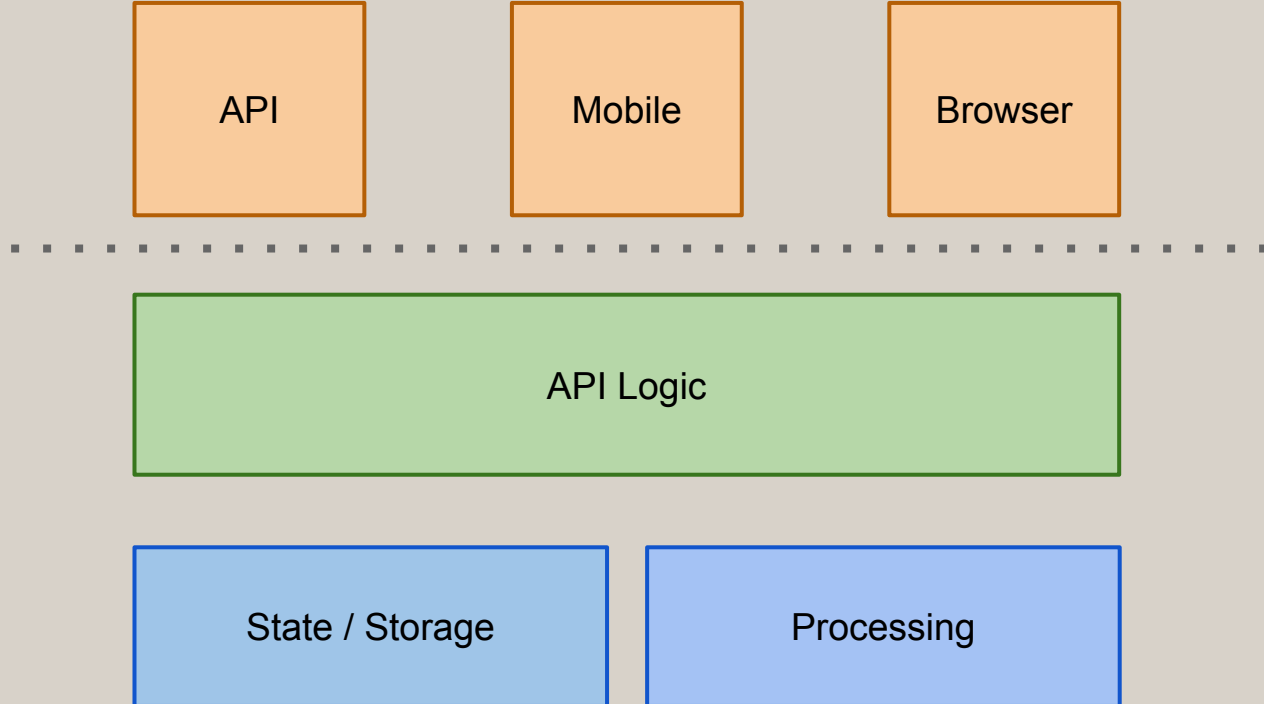 API
Mobile
Browser
API Logic
State / Storage
Processing